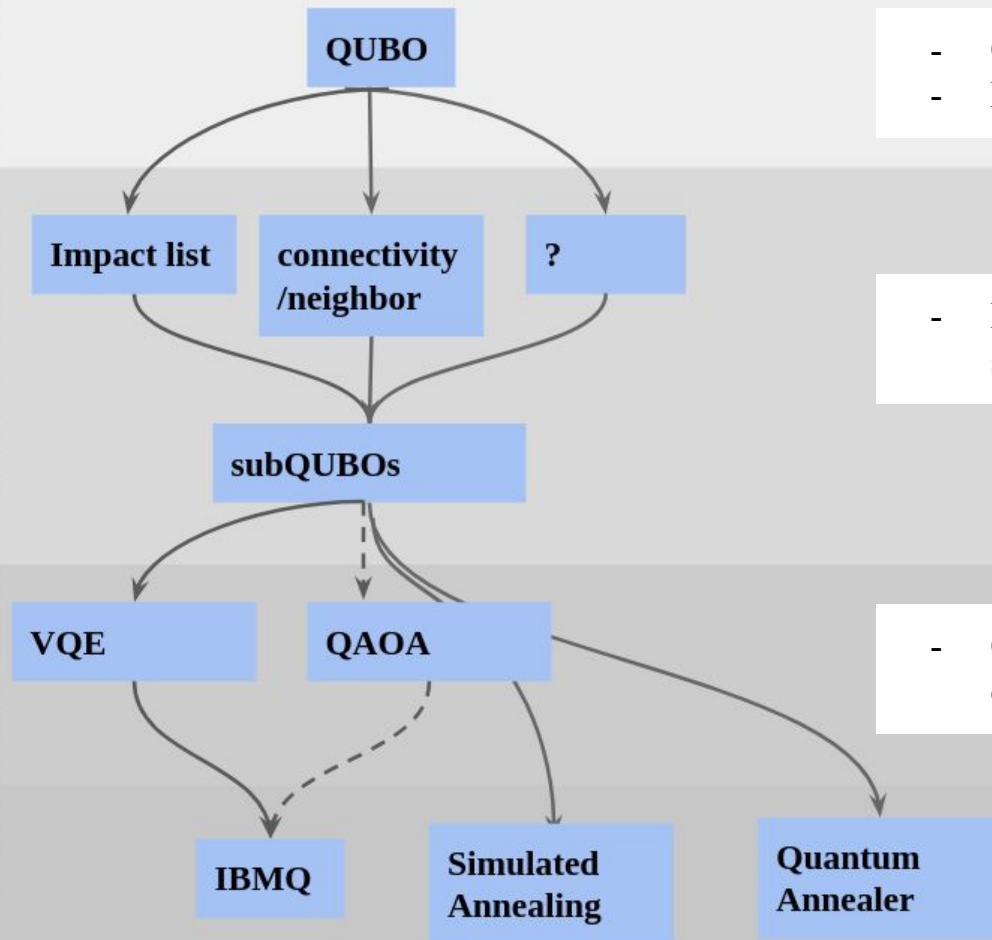 QUBO
-
-
Impact list
connectivity
/neighbor
?
-
subQUBOs
VQE
QAOA
-
IBMQ
Simulated
Annealing
Quantum
Annealer